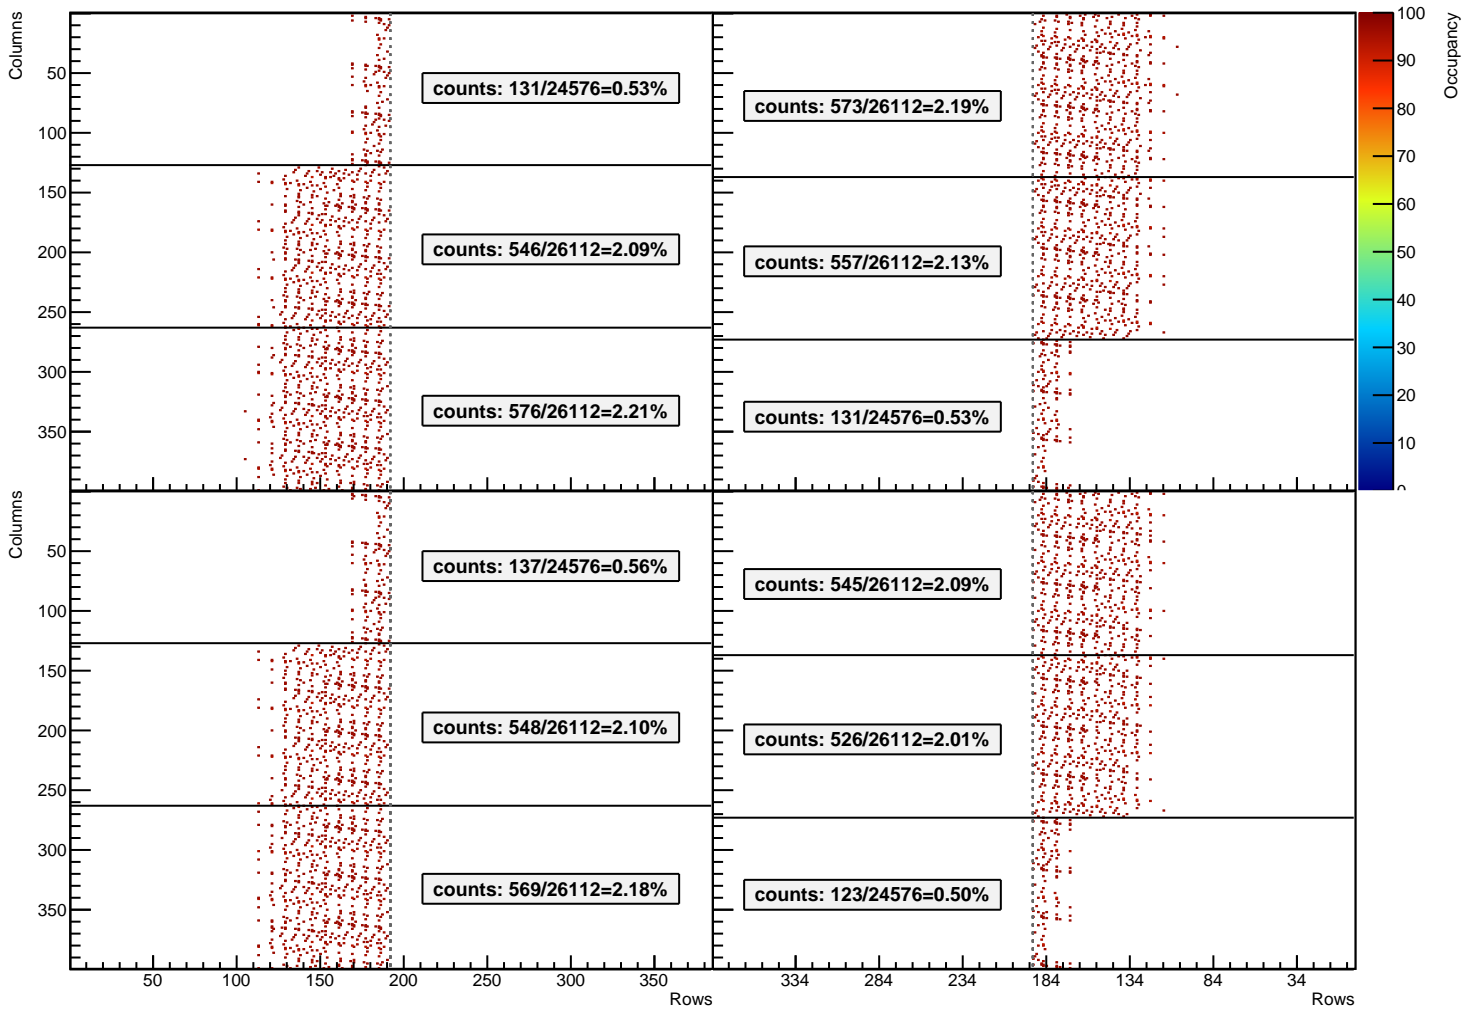 Columns
50
100
150
200
250
300
350
counts: 131/24576=0.53%
counts: 546/26112=2.09%
counts: 576/26112=2.21%
counts: 573/26112=2.19%
counts: 557/26112=2.13%
counts: 131/24576=0.53%
100
90
80
70
60
50
40
30
20
10
0
Occupancy
Columns
50
100
150
200
250
300
350
counts: 137/24576=0.56%
counts: 548/26112=2.10%
counts: 569/26112=2.18%
counts: 545/26112=2.09%
counts: 526/26112=2.01%
counts: 123/24576=0.50%
50 100 150 200 250 300 350
Rows
334 284 234 184 134 84 34
Rows